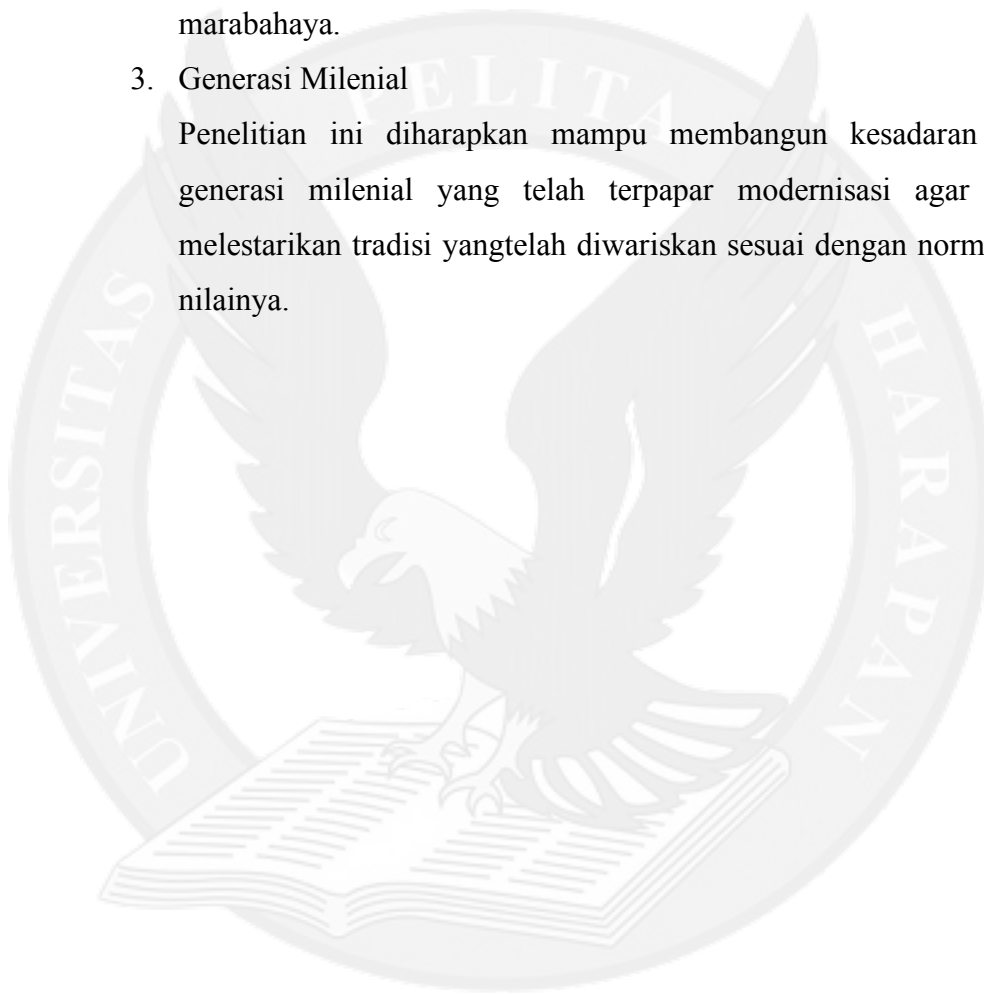 marabahaya.
3. Generasi Milenial
Penelitian ini diharapkan mampu membangun kesadaran
generasi milenial yang telah terpapar modernisasi agar
melestarikan tradisi yangtelah diwariskan sesuai dengan norm
nilainya.
UNIVERSITAS PELITA HARAPAN